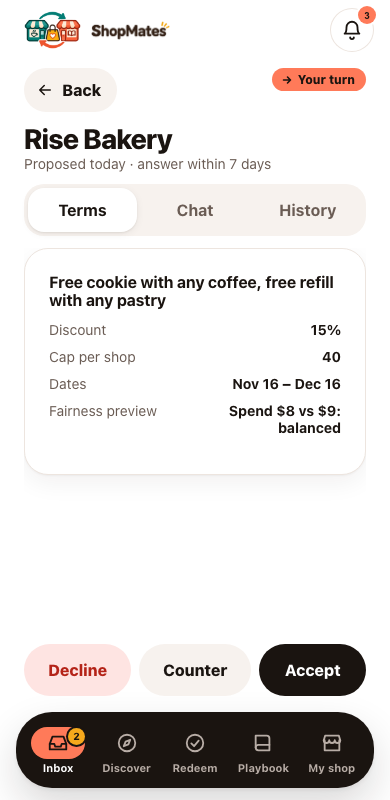 ShopMates
3
← Back
→ Your turn
Rise Bakery
Proposed today · answer within 7 days
Terms
Chat
History
Free cookie with any coffee, free refill
with any pastry
Discount
15%
Cap per shop
40
Dates
Nov 16 – Dec 16
Fairness preview
Spend $8 vs $9:
balanced
Decline
Counter
Accept
2
Inbox
Discover
Redeem
Playbook
My shop